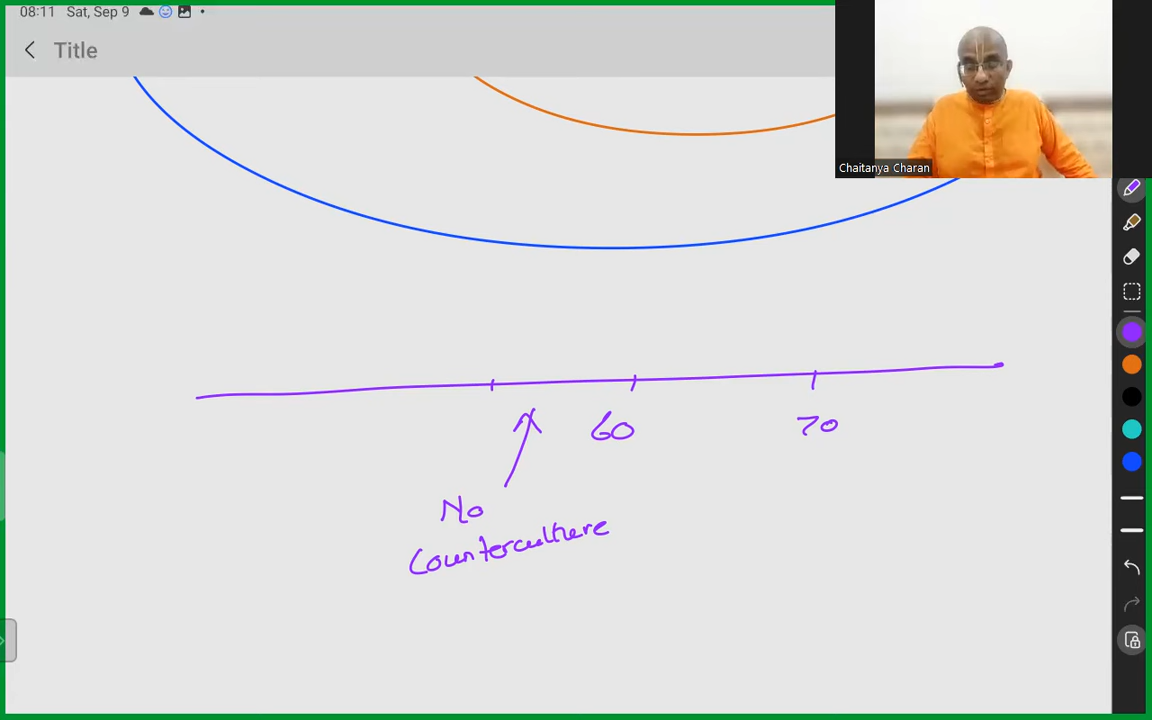 08:11 Sat, Sep 9
Title
Chaitanya Charan
60 70
No
Counterculture